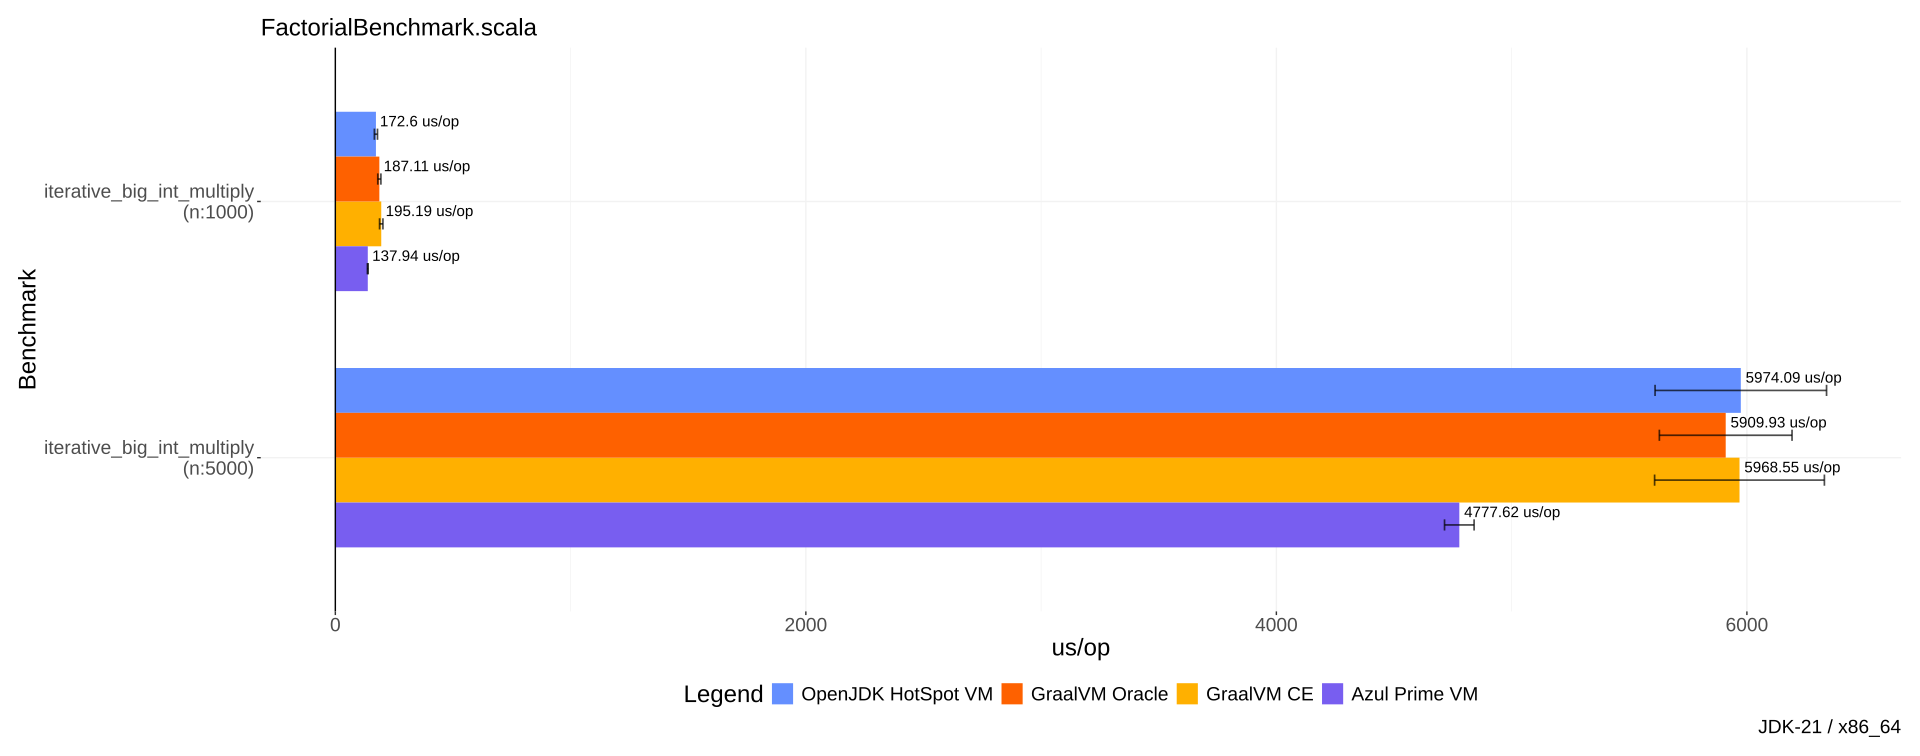 FactorialBenchmark.scala
172.6 us/op
187.11 us/op
iterative_big_int_multiply
(n:1000)
195.19 us/op
137.94 us/op
Benchmark
5974.09 us/op
5909.93 us/op
iterative_big_int_multiply
(n:5000)
5968.55 us/op
4777.62 us/op
0 2000 4000 6000
us/op
Legend OpenJDK HotSpot VM GraalVM Oracle GraalVM CE Azul Prime VM
JDK-21 / x86_64